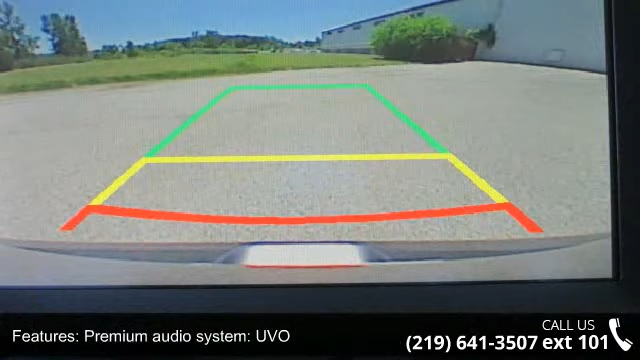 Features: Premium audio system: UVO
CALL US
(219) 641-3507 ext 101